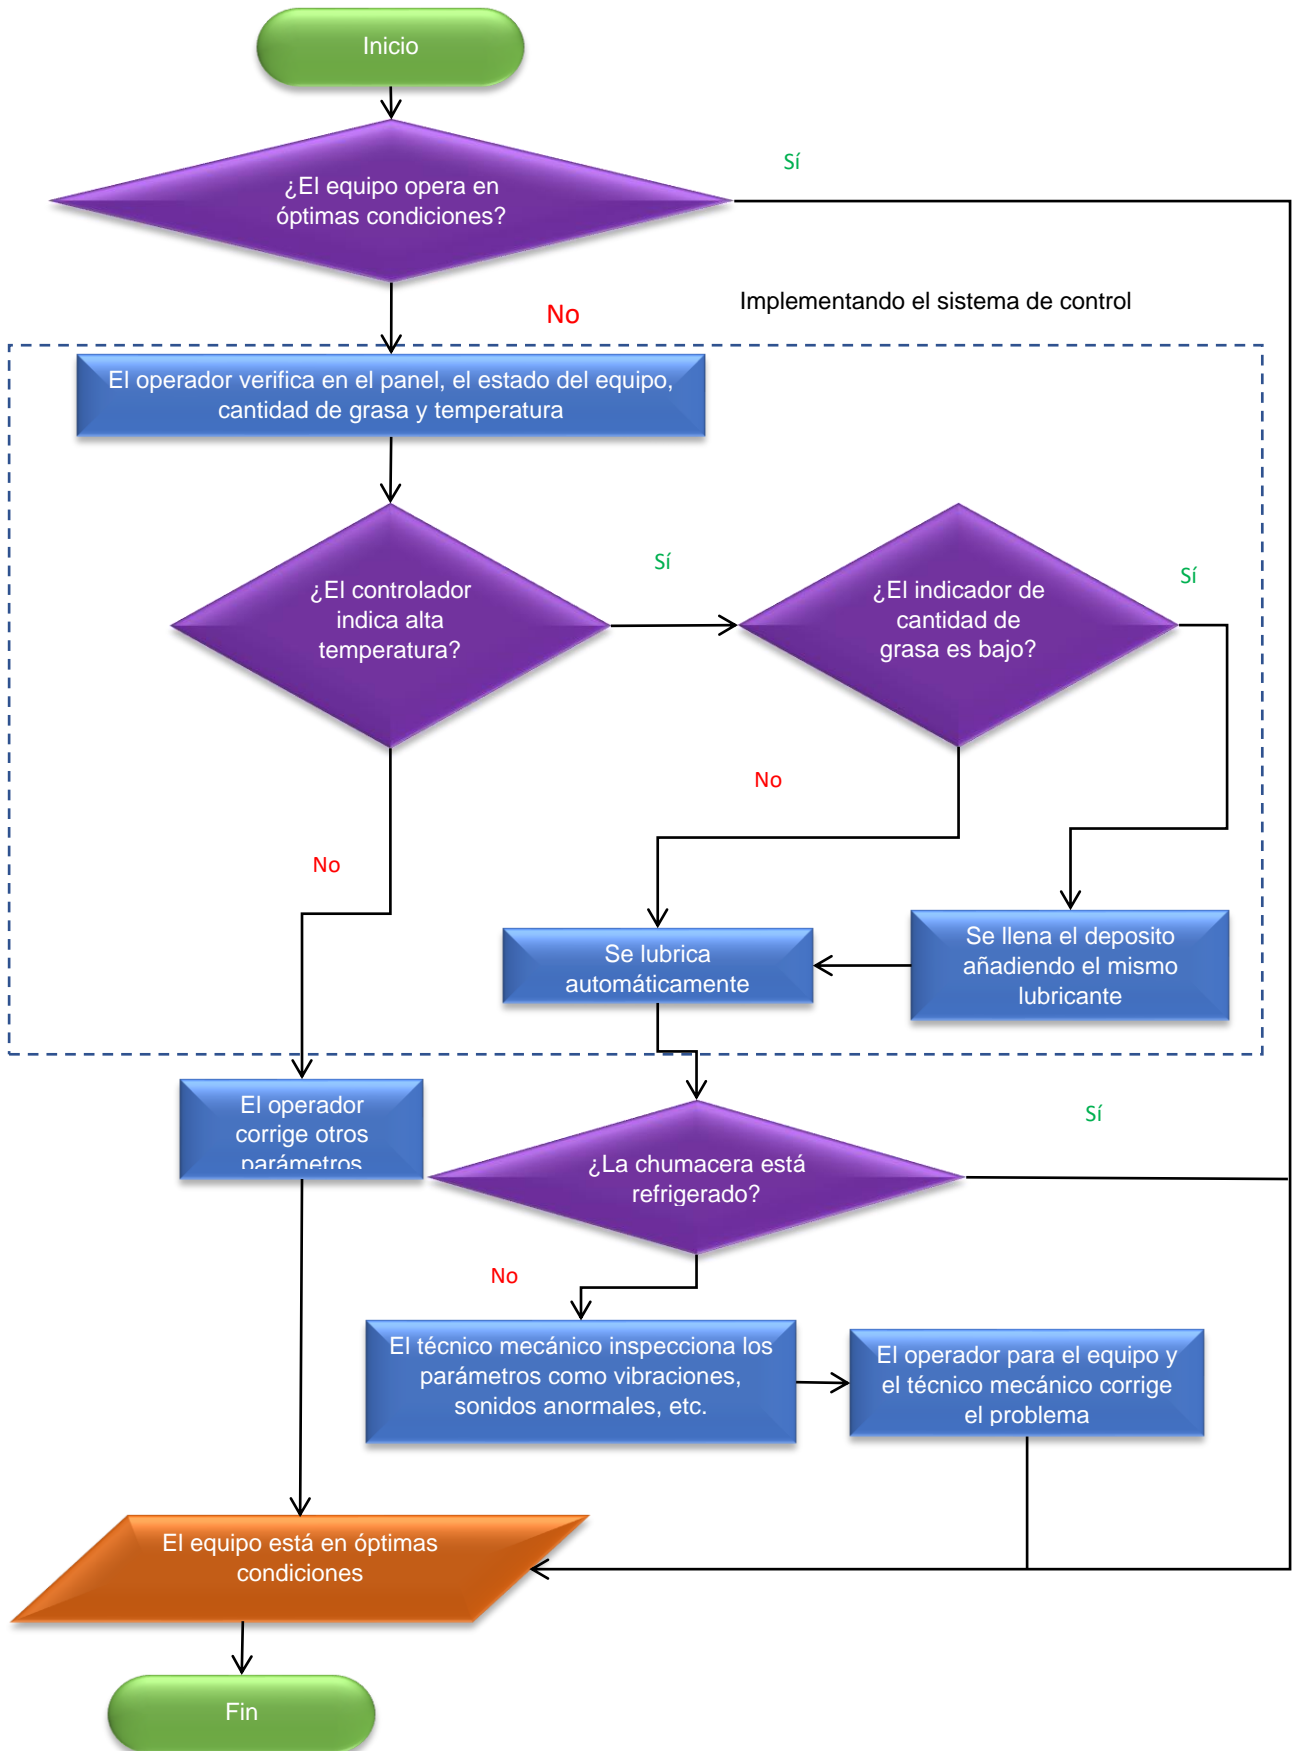 Inicio
¿El equipo opera en
óptimas condiciones?
Sí
No
Implementando el sistema de control
El operador verifica en el panel, el estado del equipo,
cantidad de grasa y temperatura
¿El controlador
indica alta
temperatura?
Sí
¿El indicador de
cantidad de
grasa es bajo?
Sí
No
No
Se lubrica
automáticamente
Se llena el deposito
añadiendo el mismo
lubricante
El operador
corrige otros
parámetros
¿La chumacera está
refrigerado?
Sí
No
El técnico mecánico inspecciona los
parámetros como vibraciones,
sonidos anormales, etc.
El operador para el equipo y
el técnico mecánico corrige
el problema
El equipo está en óptimas
condiciones
Fin